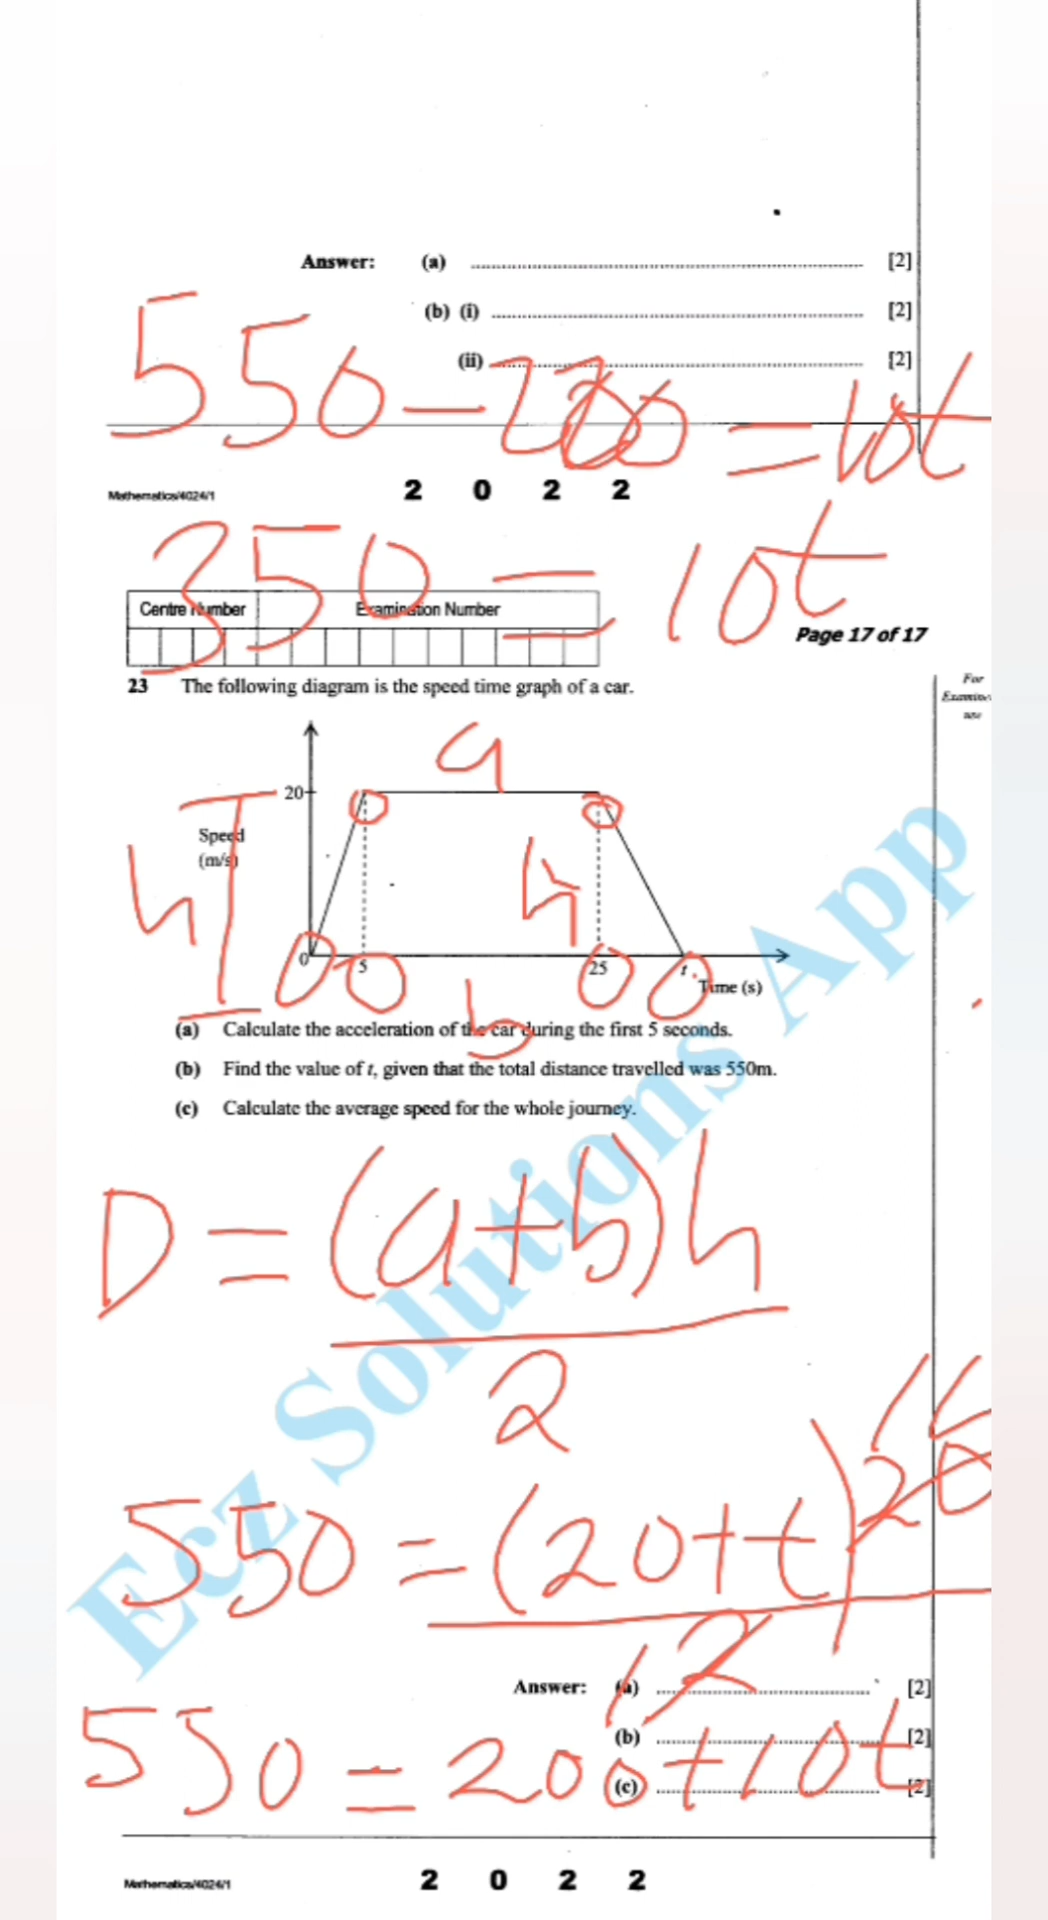 Answer: (a) [2]
(b) (i) [2]
(ii) [2]
550 - 200 = 10t
Mathematics/4024/1 2 0 2 2
350 = 10t
Centre Number Examination Number
Page 17 of 17
For
Examiner
use
23 The following diagram is the speed time graph of a car.
a
20
Speed
(m/s)
h
h
0 5 25 t
Time (s)
b
(a) Calculate the acceleration of the car during the first 5 seconds.
(b) Find the value of t, given that the total distance travelled was 550m.
(c) Calculate the average speed for the whole journey.
D = (a+b)h
2
10
550 = (20+t)20
1 2
Answer: (a) [2]
(b) [2]
(c) [2]
550 = 200+10t
Mathematics/4024/1 2 0 2 2
Ecz Solutions App